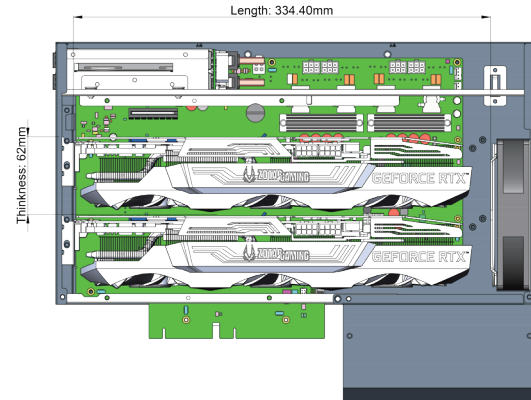 Length: 334.40mm
Thinkness: 62mm
ZOTAC GAMING
GEFORCE RTX
ZOTAC GAMING
GEFORCE RTX